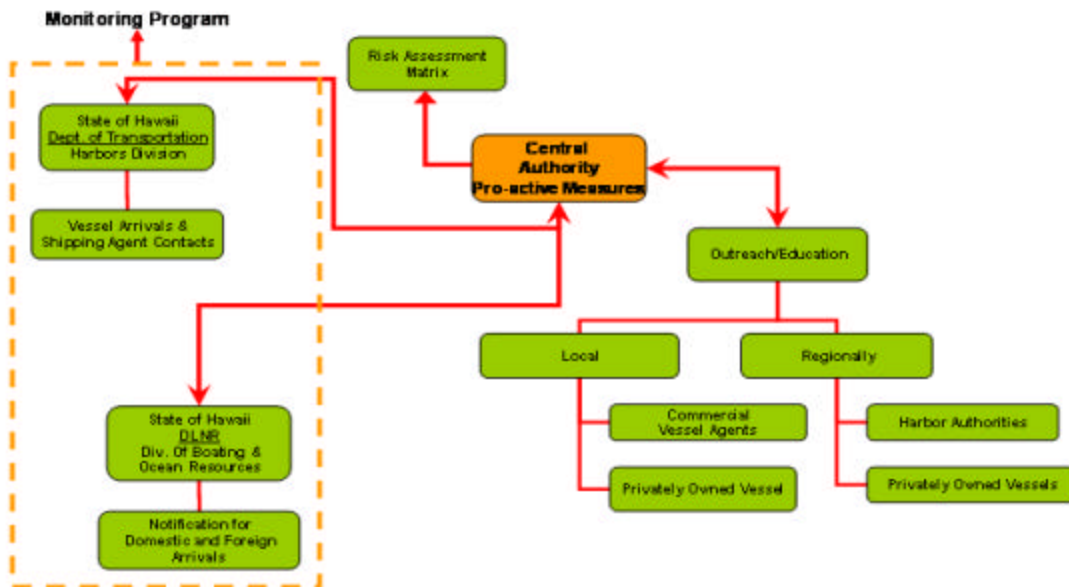 Monitoring Program
Risk Assessment
Matrix
State of Hawaii
Dept. of Transportation
Harbors Division
Central
Authority
Pro-active Measures
Vessel Arrivals &
Shipping Agent Contacts
Outreach/Education
Local
Regionally
State of Hawaii
DLNR
Div. Of Boating &
Ocean Resources
Commercial
Vessel Agents
Harbor Authorities
Privately Owned Vessel
Privately Owned Vessels
Notification for
Domestic and Foreign
Arrivals